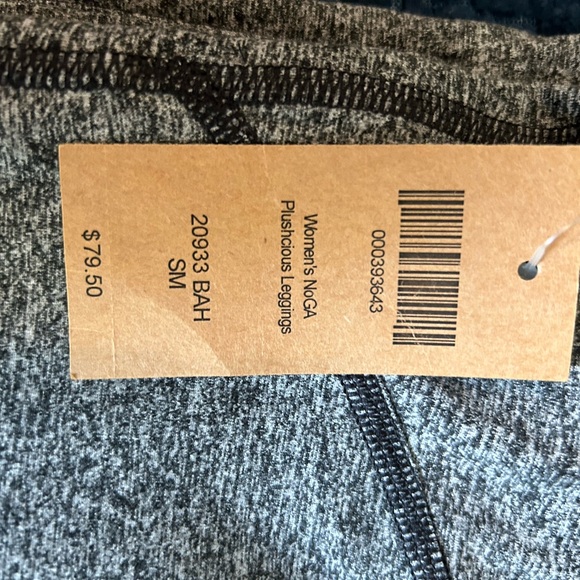 000393643
Women's NoGA
Plushcious Leggings
20933 BAH
SM
$79.50